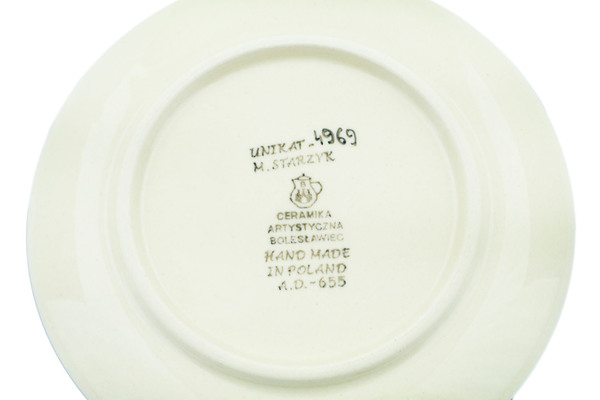 UNIKAT-4969
M. STARZYK
CERAMIKA
ARTYSTYCZNA
BOLESŁAWIEC
HAND MADE
IN POLAND
A.D.-655